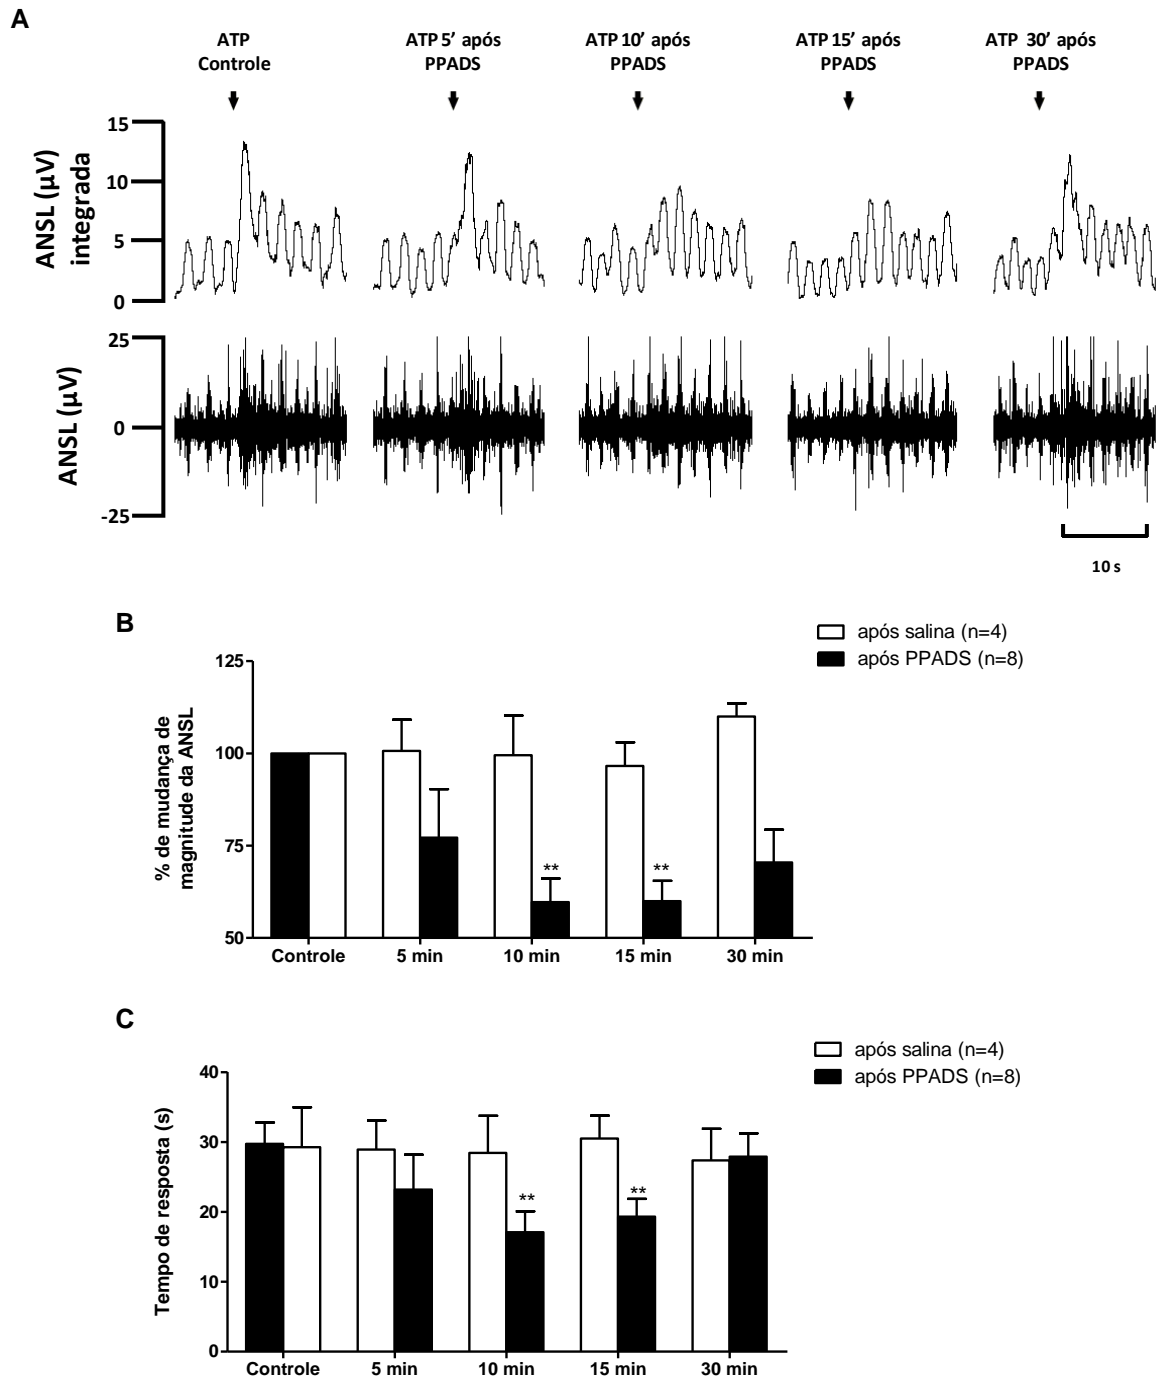 A
ATP
Controle
ATP 5’ após
PPADS
ATP 10’ após
PPADS
ATP 15’ após
PPADS
ATP 30’ após
PPADS
ANSL (µV)
integrada
15
10
5
0
ANSL (µV)
25
0
-25
10 s
B
após salina (n=4)
após PPADS (n=8)
% de mudança de
magnitude da ANSL
125
100
75
50
**
**
Controle
5 min
10 min
15 min
30 min
C
após salina (n=4)
após PPADS (n=8)
Tempo de resposta (s)
40
30
20
10
0
**
**
Controle
5 min
10 min
15 min
30 min